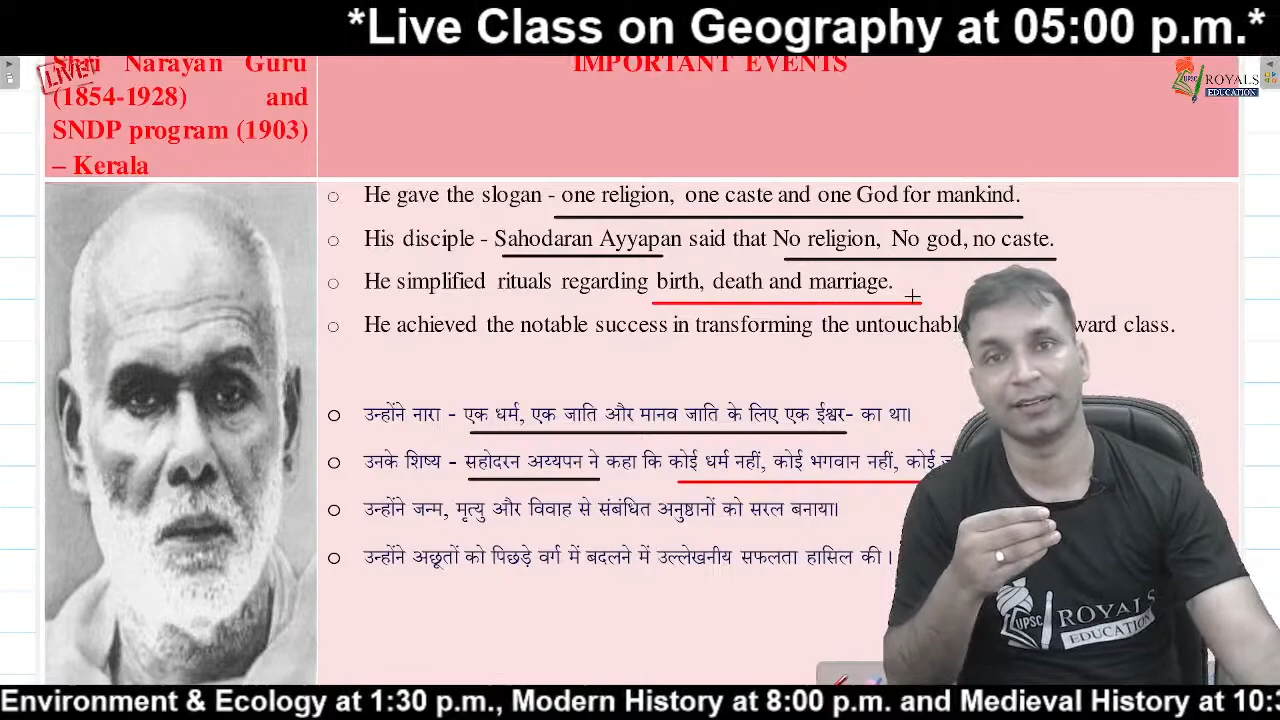 *Live Class on Geography at 05:00 p.m.*
Shri Narayan Guru
(1854-1928) and
SNDP program (1903)
– Kerala
LIVE
IMPORTANT EVENTS
UPSC ROYALS
EDUCATION
○ He gave the slogan - one religion, one caste and one God for mankind.
○ His disciple - Sahodaran Ayyapan said that No religion, No god, no caste.
○ He simplified rituals regarding birth, death and marriage.
○ He achieved the notable success in transforming the class.
○ उन्होंने नारा - एक धर्म, एक जाति और मानव जाति के लिए एक ईश्वर- का था।
○ उनके शिष्य - सहोदरन अय्यपन ने कहा कि कोई धर्म नहीं, कोई भगवान नहीं, कोई
○ उन्होंने जन्म, मृत्यु और विवाह से संबंधित अनुष्ठानों को सरल बनाया।
○ उन्होंने अछूतों को पिछड़े वर्ग में बदलने में उल्लेखनीय सफलता हासिल की।
UPSC ROYALS
EDUCATION
Environment & Ecology at 1:30 p.m., Modern History at 8:00 p.m. and Medieval History at